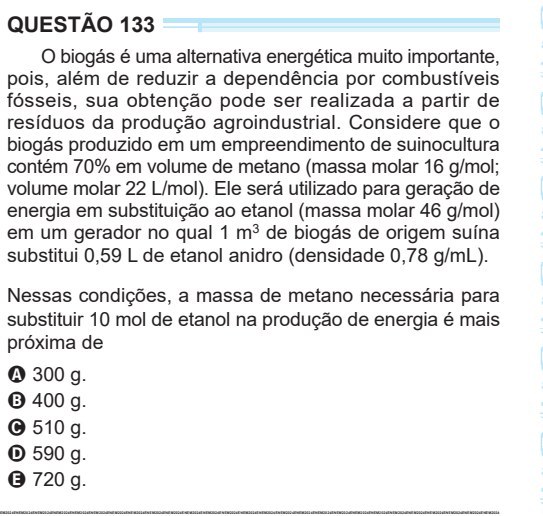 QUESTÃO 133
O biogás é uma alternativa energética muito importante,
pois, além de reduzir a dependência por combustíveis
fósseis, sua obtenção pode ser realizada a partir de
resíduos da produção agroindustrial. Considere que o
biogás produzido em um empreendimento de suinocultura
contém 70% em volume de metano (massa molar 16 g/mol;
volume molar 22 L/mol). Ele será utilizado para geração de
energia em substituição ao etanol (massa molar 46 g/mol)
em um gerador no qual 1 m³ de biogás de origem suína
substitui 0,59 L de etanol anidro (densidade 0,78 g/mL).
Nessas condições, a massa de metano necessária para
substituir 10 mol de etanol na produção de energia é mais
próxima de
A 300 g.
B 400 g.
C 510 g.
D 590 g.
E 720 g.